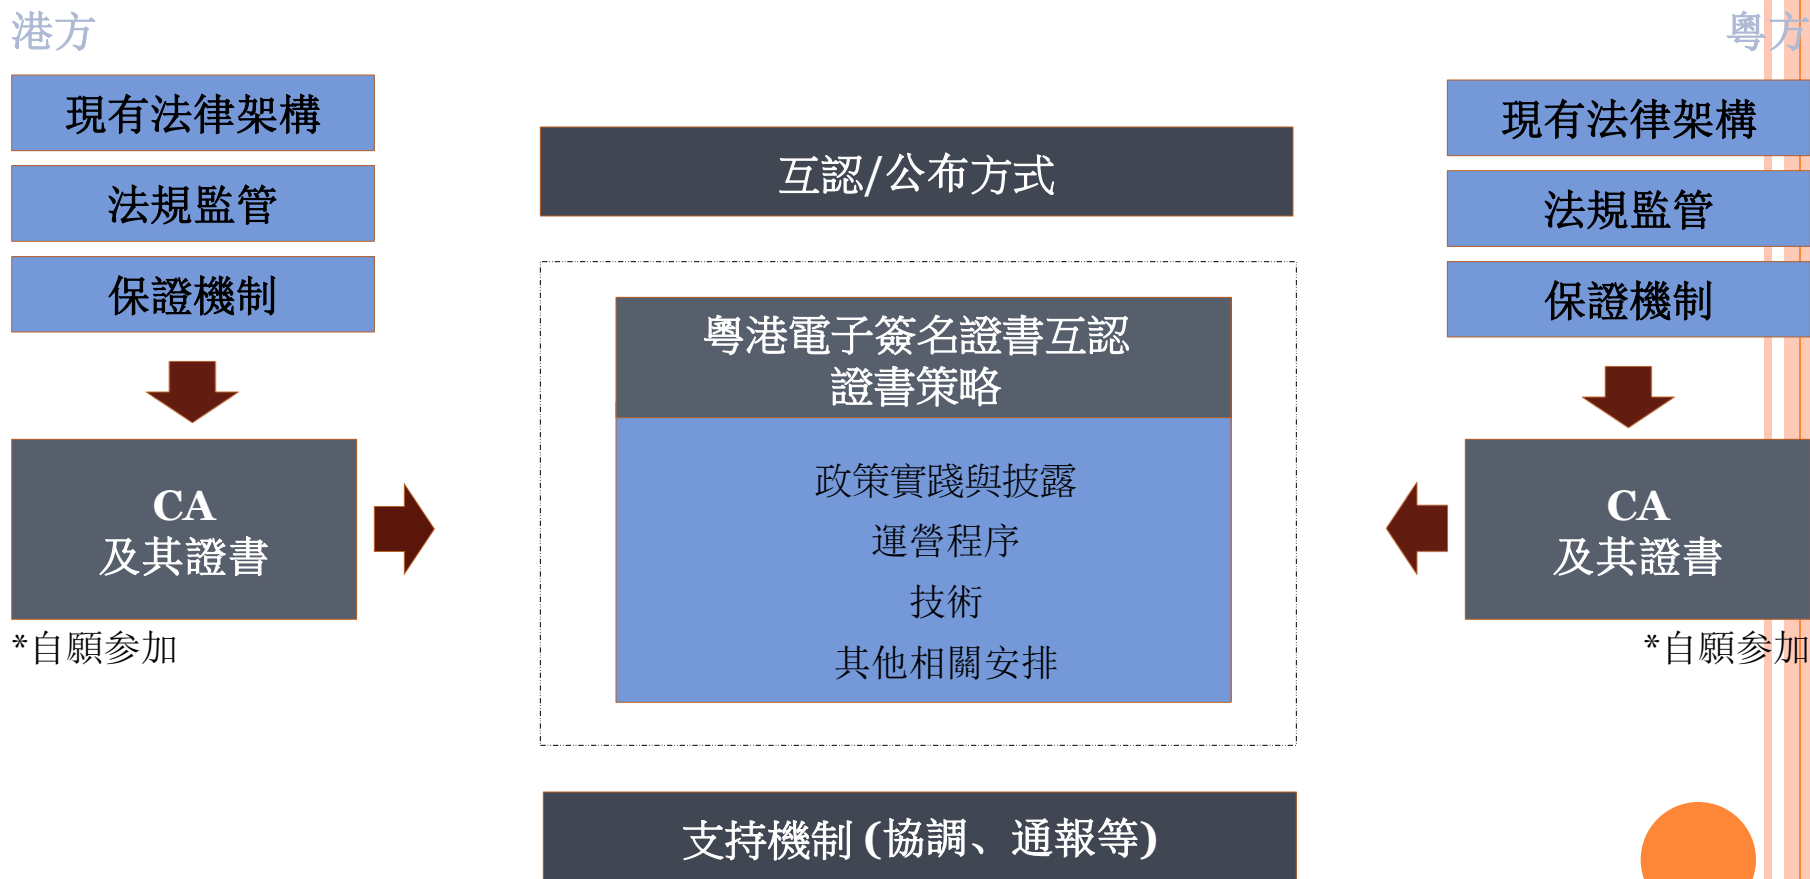 港方
粵方
現有法律架構
法規監管
保證機制
CA
及其證書
*自願參加
互認/公布方式
粵港電子簽名證書互認
證書策略
政策實踐與披露
運營程序
技術
其他相關安排
支持機制 (協調、通報等)
現有法律架構
法規監管
保證機制
CA
及其證書
*自願參加